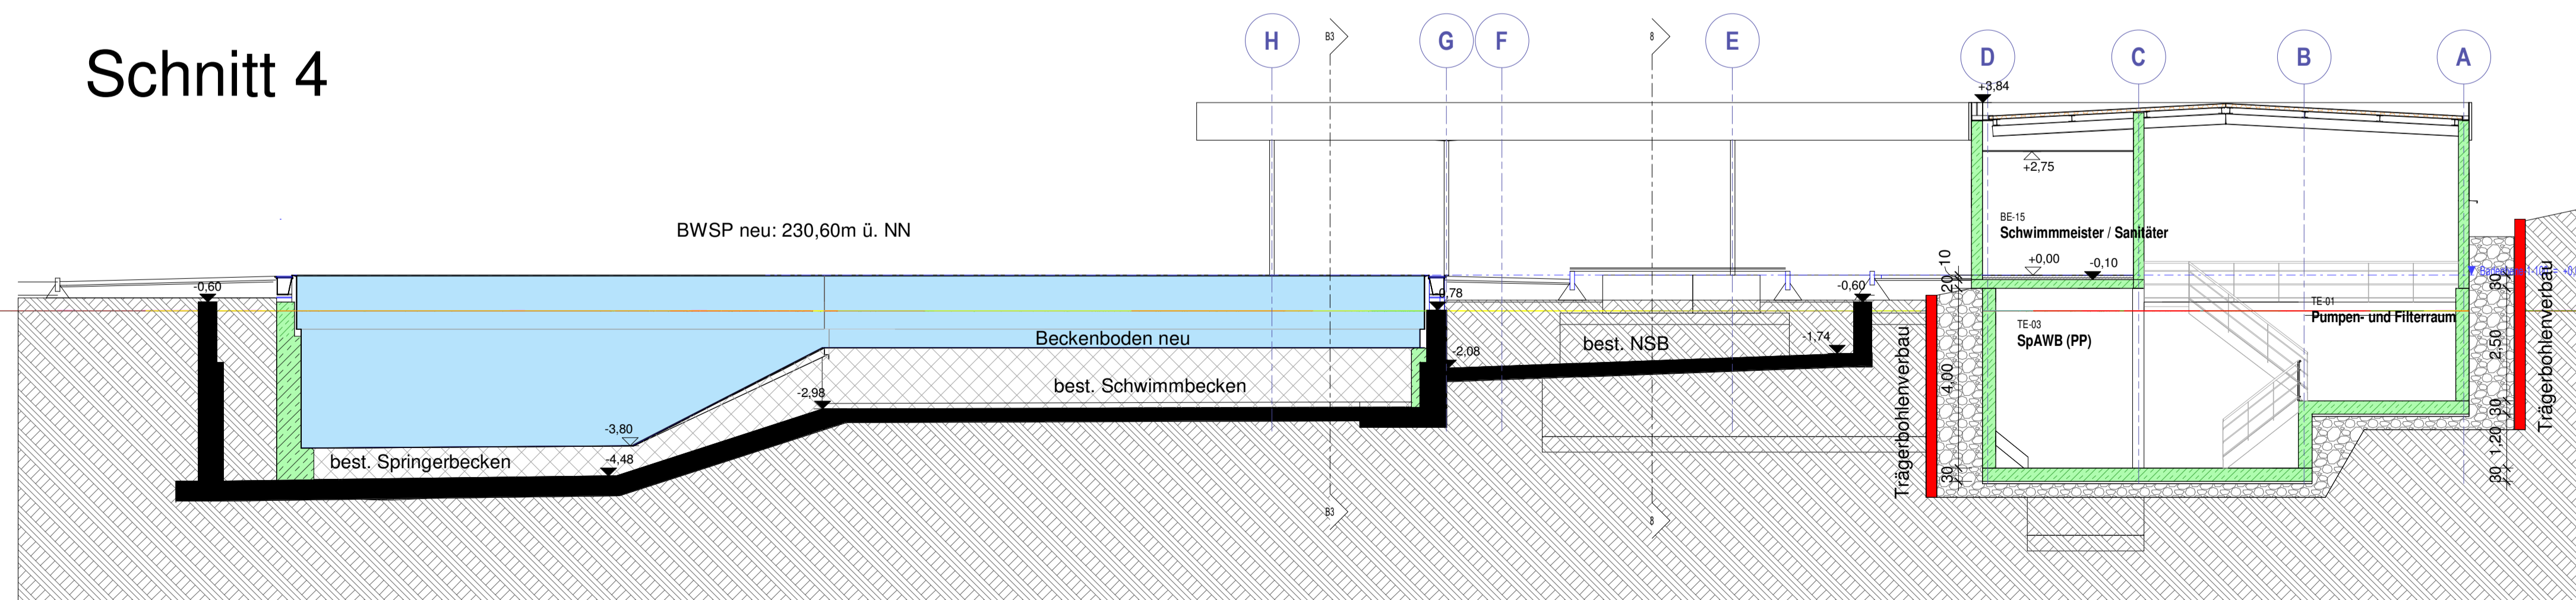 Schnitt 4
H
B3
G
F
8
E
D
C
B
A
+3,84
+2,75
BWSP neu: 230,60m ü. NN
BE-15
Schwimmmeister / Sanitäter
+0,00
-0,10
10
20
30
-0,60
,78
-0,60
Beckenboden neu
best. NSB
-1,74
-2,08
TE-03
SpAWB (PP)
TE-01
Pumpen- und Filterraum
best. Schwimmbecken
-2,98
-3,80
-4,48
best. Springerbecken
Trägerbohlenverbau
4,00
30
2,50
30
1,20
30
Trägerbohlenverbau
B3
8